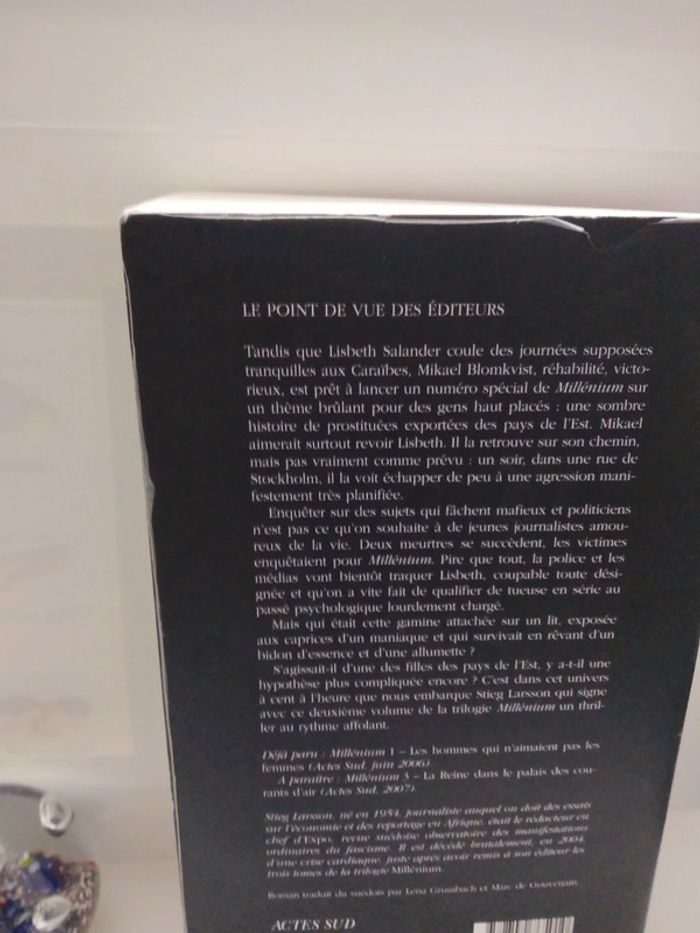 LE POINT DE VUE DES ÉDITEURS
Tandis que Lisbeth Salander coule des journées supposées
tranquilles aux Caraïbes, Mikael Blomkvist, réhabilité, victo-
rieux, est prêt à lancer un numéro spécial de Millénium sur
un thème brûlant pour des gens haut placés : une sombre
histoire de prostituées exportées des pays de l'Est. Mikael
aimerait surtout revoir Lisbeth. Il la retrouve sur son chemin,
mais pas vraiment comme prévu : un soir, dans une rue de
Stockholm, il la voit échapper de peu à une agression mani-
festement très planifiée.
Enquêter sur des sujets qui fâchent mafieux et politiciens
n'est pas ce qu'on souhaite à de jeunes journalistes amou-
reux de la vie. Deux meurtres se succèdent, les victimes
enquêtaient pour Millénium. Pire que tout, la police et les
médias vont bientôt traquer Lisbeth, coupable toute dési-
gnée et qu'on a vite fait de qualifier de tueuse en série au
passé psychologique lourdement chargé.
Mais qui était cette gamine attachée sur un lit, exposée
aux caprices d'un maniaque et qui survivait en rêvant d'un
bidon d'essence et d'une allumette ?
S'agissait-il d'une des filles des pays de l'Est, y a-t-il une
hypothèse plus compliquée encore ? C'est dans cet univers
à cent à l'heure que nous embarque Stieg Larsson qui signe
avec ce deuxième volume de la trilogie Millénium un thril-
ler au rythme affolant.
Déjà paru : Millénium 1 – Les hommes qui n'aimaient pas les
femmes (Actes Sud, juin 2006).
A paraître : Millénium 3 – La Reine dans le palais des cou-
rants d'air (Actes Sud, 2007).
Stieg Larsson, né en 1954, journaliste auquel on doit des essais
sur l'économie et des reportage en Afrique, était le rédacteur en
chef d'Expo, revue suédoise observatoire des manifestations
ordinaires du fascisme. Il est décédé brutalement, en 2004,
d'une crise cardiaque, juste après avoir remis à son éditeur les
trois tomes de la trilogie Millénium.
Roman traduit du suédois par Lena Grumbach et Marc de Gouvenain.
ACTES SUD